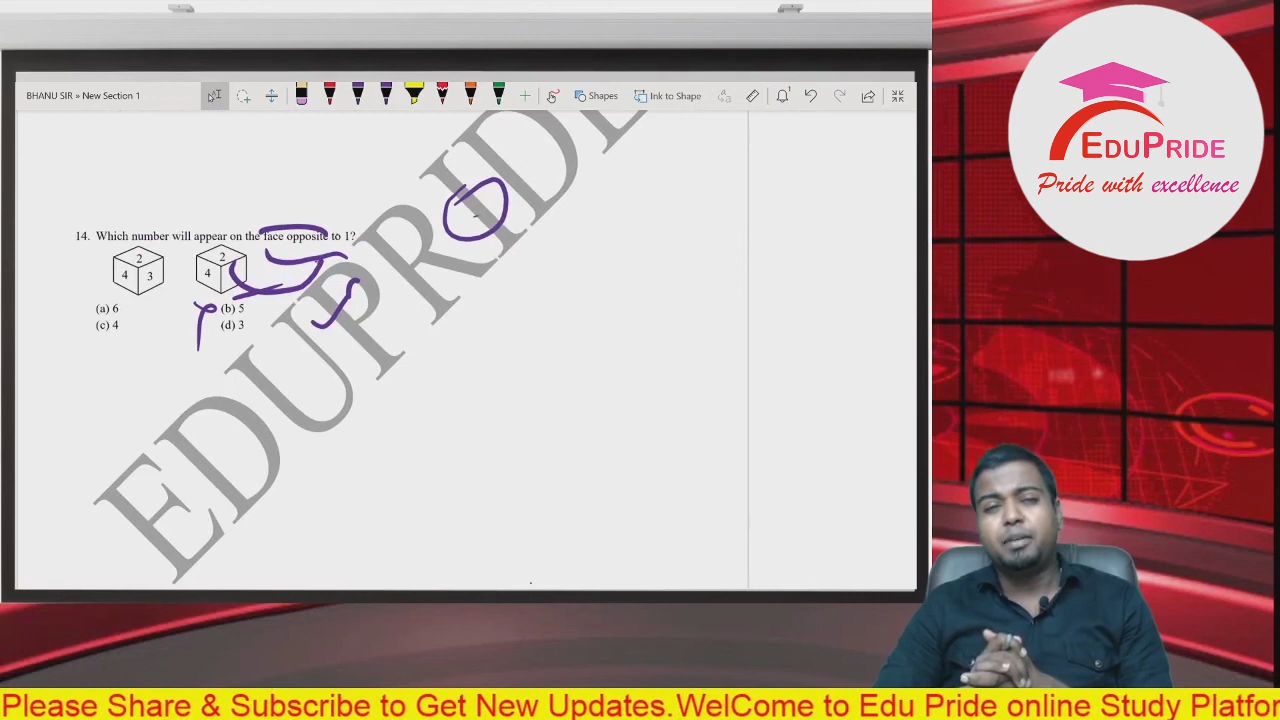 BHANU SIR » New Section 1
Shapes
Ink to Shape
EDUPRIDE
14. Which number will appear on the face opposite to 1?
2
4 3
2
4
(a) 6 (b) 5
(c) 4 (d) 3
EDUPRIDE
Pride with excellence
Please Share & Subscribe to Get New Updates.WelCome to Edu Pride online Study Platfor